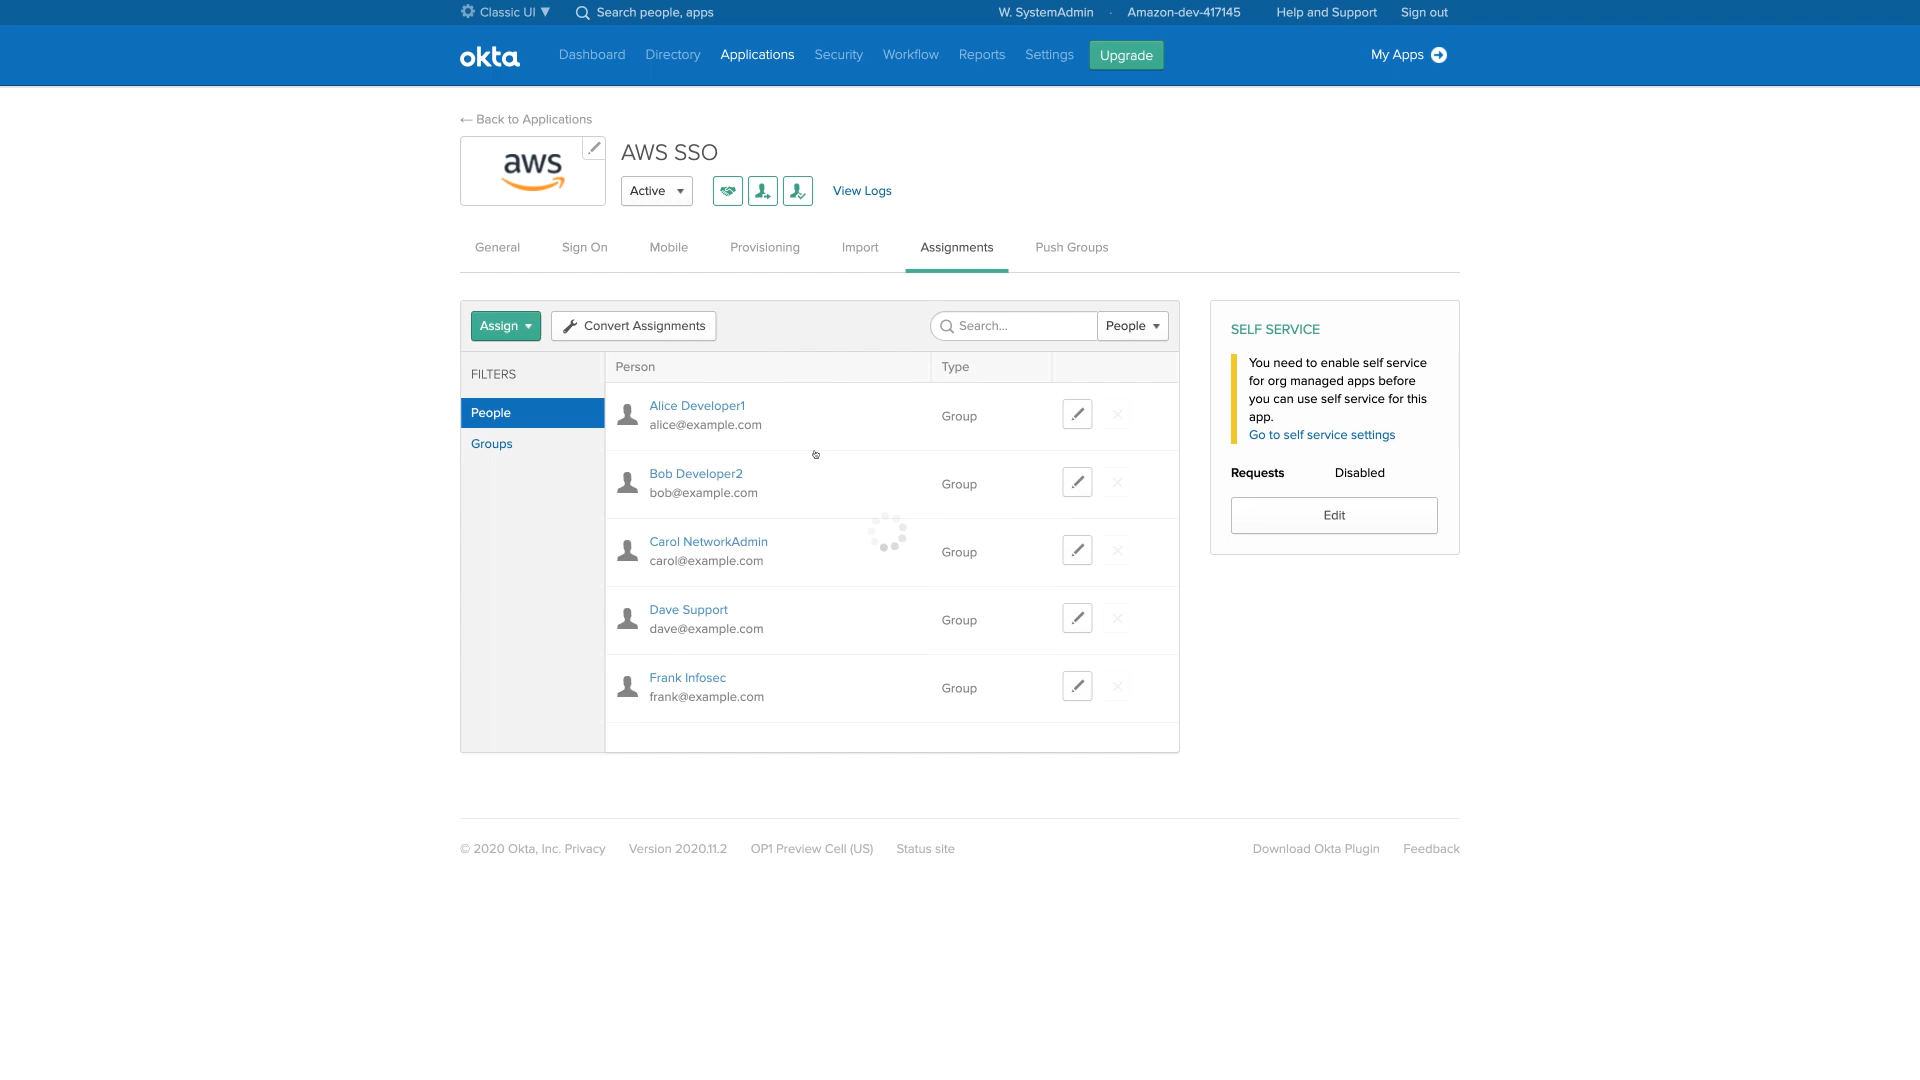 Classic UI ▼
Search people, apps
W. SystemAdmin · Amazon-dev-417145
Help and Support
Sign out
okta
Dashboard
Directory
Applications
Security
Workflow
Reports
Settings
Upgrade
My Apps
← Back to Applications
aws
AWS SSO
Active
View Logs
General
Sign On
Mobile
Provisioning
Import
Assignments
Push Groups
Assign
Convert Assignments
Search...
People
FILTERS
People
Groups
Person
Type
Alice Developer1
alice@example.com
Group
Bob Developer2
bob@example.com
Group
Carol NetworkAdmin
carol@example.com
Group
Dave Support
dave@example.com
Group
Frank Infosec
frank@example.com
Group
SELF SERVICE
You need to enable self service
for org managed apps before
you can use self service for this
app.
Go to self service settings
Requests Disabled
Edit
© 2020 Okta, Inc. Privacy
Version 2020.11.2
OP1 Preview Cell (US)
Status site
Download Okta Plugin
Feedback